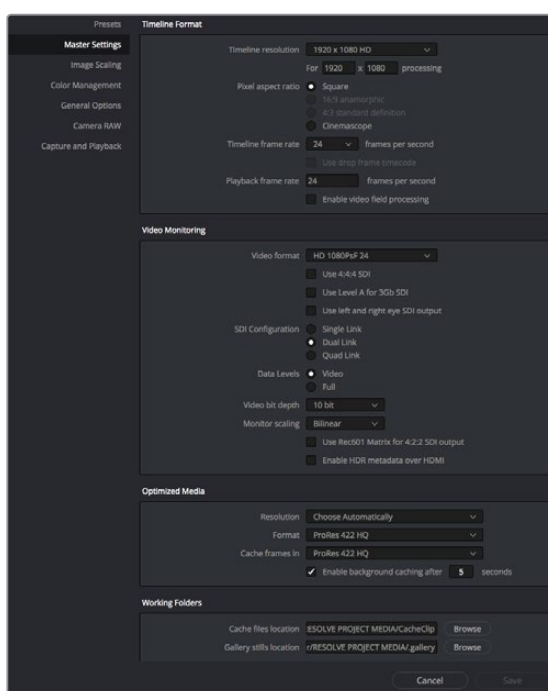 Presets
Master Settings
Image Scaling
Color Management
General Options
Camera RAW
Capture and Playback
Timeline Format
Timeline resolution 1920 x 1080 HD
For 1920 x 1080 processing
Pixel aspect ratio Square
16:9 anamorphic
4:3 standard definition
Cinemascope
Timeline frame rate 24 frames per second
Use drop frame timecode
Playback frame rate 24 frames per second
Enable video field processing
Video Monitoring
Video format HD 1080PsF 24
Use 4:4:4 SDI
Use Level A for 3Gb SDI
Use left and right eye SDI output
SDI Configuration Single Link
Dual Link
Quad Link
Data Levels Video
Full
Video bit depth 10 bit
Monitor scaling Bilinear
Use Rec601 Matrix for 4:2:2 SDI output
Enable HDR metadata over HDMI
Optimized Media
Resolution Choose Automatically
Format ProRes 422 HQ
Cache frames in ProRes 422 HQ
Enable background caching after 5 seconds
Working Folders
Cache files location ESOLVE PROJECT MEDIA/CacheClip Browse
Gallery stills location r/RESOLVE PROJECT MEDIA/.gallery Browse
Cancel Save